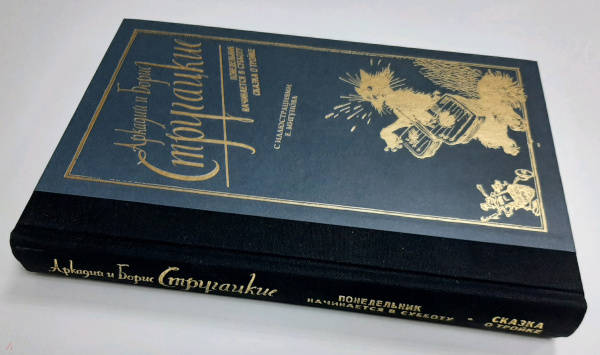 Аркадий и Борис
Стругацкие
ПОНЕДЕЛЬНИК
НАЧИНАЕТСЯ В СУББОТУ
СКАЗКА О ТРОЙКЕ
С ИЛЛЮСТРАЦИЯМИ
Е. МИГУНОВА
Аркадий и Борис Стругацкие
ПОНЕДЕЛЬНИК
НАЧИНАЕТСЯ В СУББОТУ
•
СКАЗКА
О ТРОЙКЕ